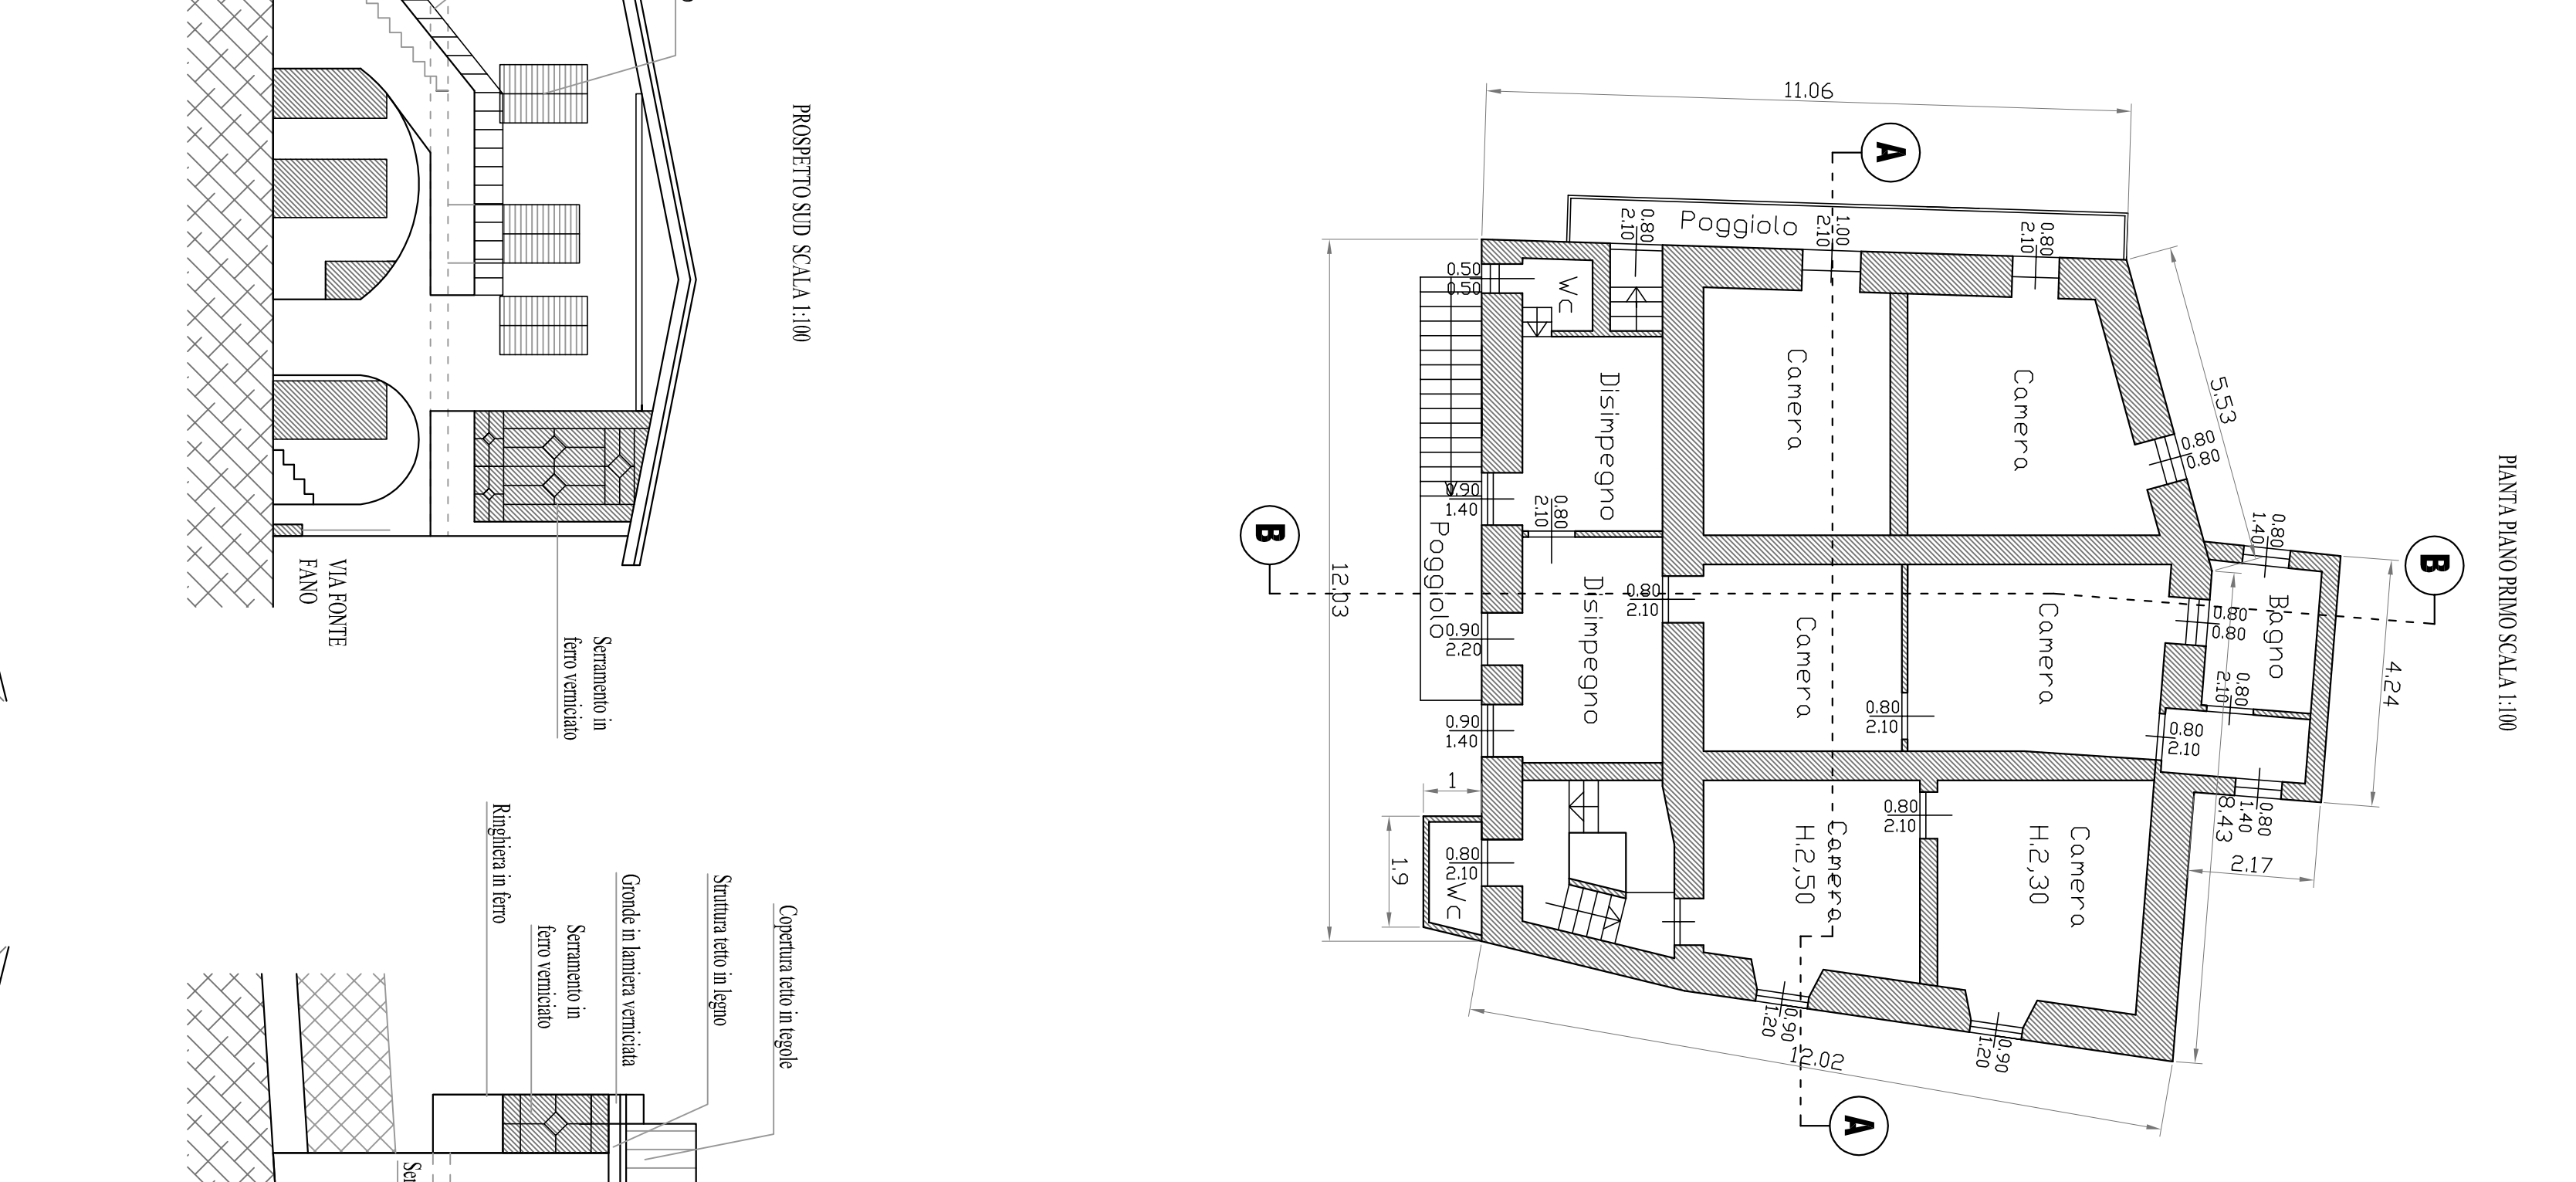 PIANTA PIANO PRIMO SCALA 1:100
11.06
A
Poggiolo
0.80
2.10
1.00
2.10
0.80
2.10
5.53
0.50
0.50
Wc
Disimpegno
Camera
Camera
0.80
0.80
0.90
1.40
0.80
2.10
B
B
12.03
Poggiolo
0.90
2.20
Disimpegno
0.80
2.10
Camera
Camera
0.80
2.10
0.80
0.80
Bagno
0.80
1.40
0.80
2.10
4.24
0.90
1.40
0.80
2.10
1
1.9
0.80
2.10
Wc
Camera
H.2,50
0.80
2.10
Camera
H.2,30
8.43
0.80
1.40
2.17
0.90
1.20
0.90
1.20
12.02
A
PROSPETTO SUD SCALA 1:100
VIA FONTE
FANO
Serramento in
ferro verniciato
Copertura tetto in tegole
Struttura tetto in legno
Gronde in lamiera verniciata
Serramento in
ferro verniciato
Ringhiera in ferro
Ser